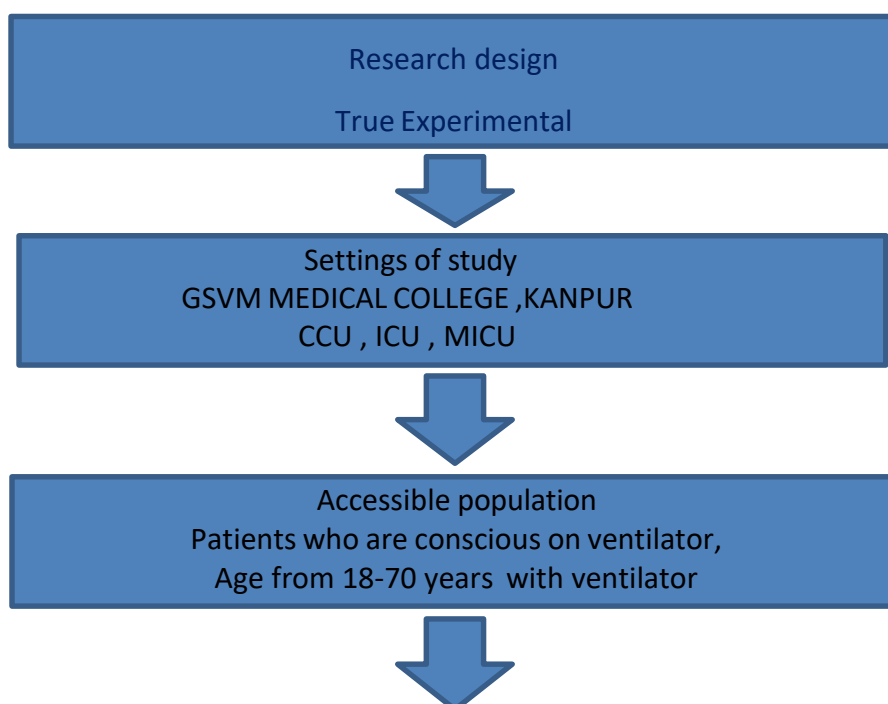 Research design
True Experimental
Settings of study
GSVM MEDICAL COLLEGE ,KANPUR
CCU , ICU , MICU
Accessible population
Patients who are conscious on ventilator,
Age from 18-70 years with ventilator